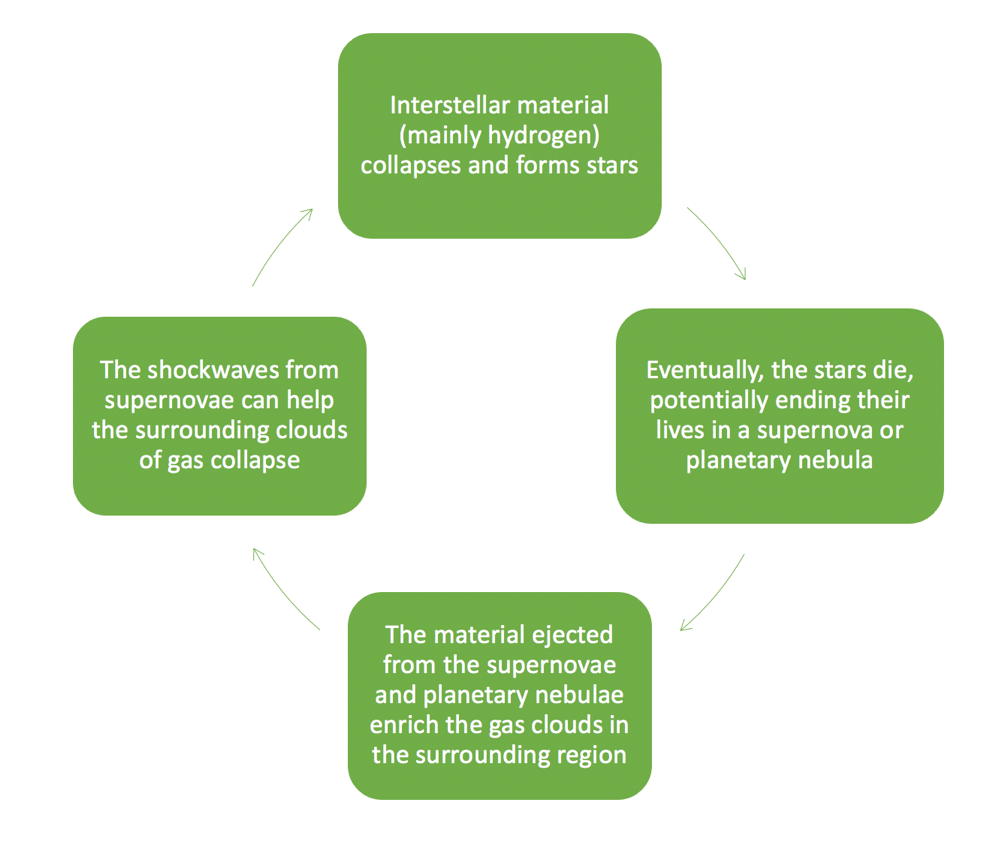 Interstellar material
(mainly hydrogen)
collapses and forms stars
Eventually, the stars die,
potentially ending their
lives in a supernova or
planetary nebula
The material ejected
from the supernovae
and planetary nebulae
enrich the gas clouds in
the surrounding region
The shockwaves from
supernovae can help
the surrounding clouds
of gas collapse